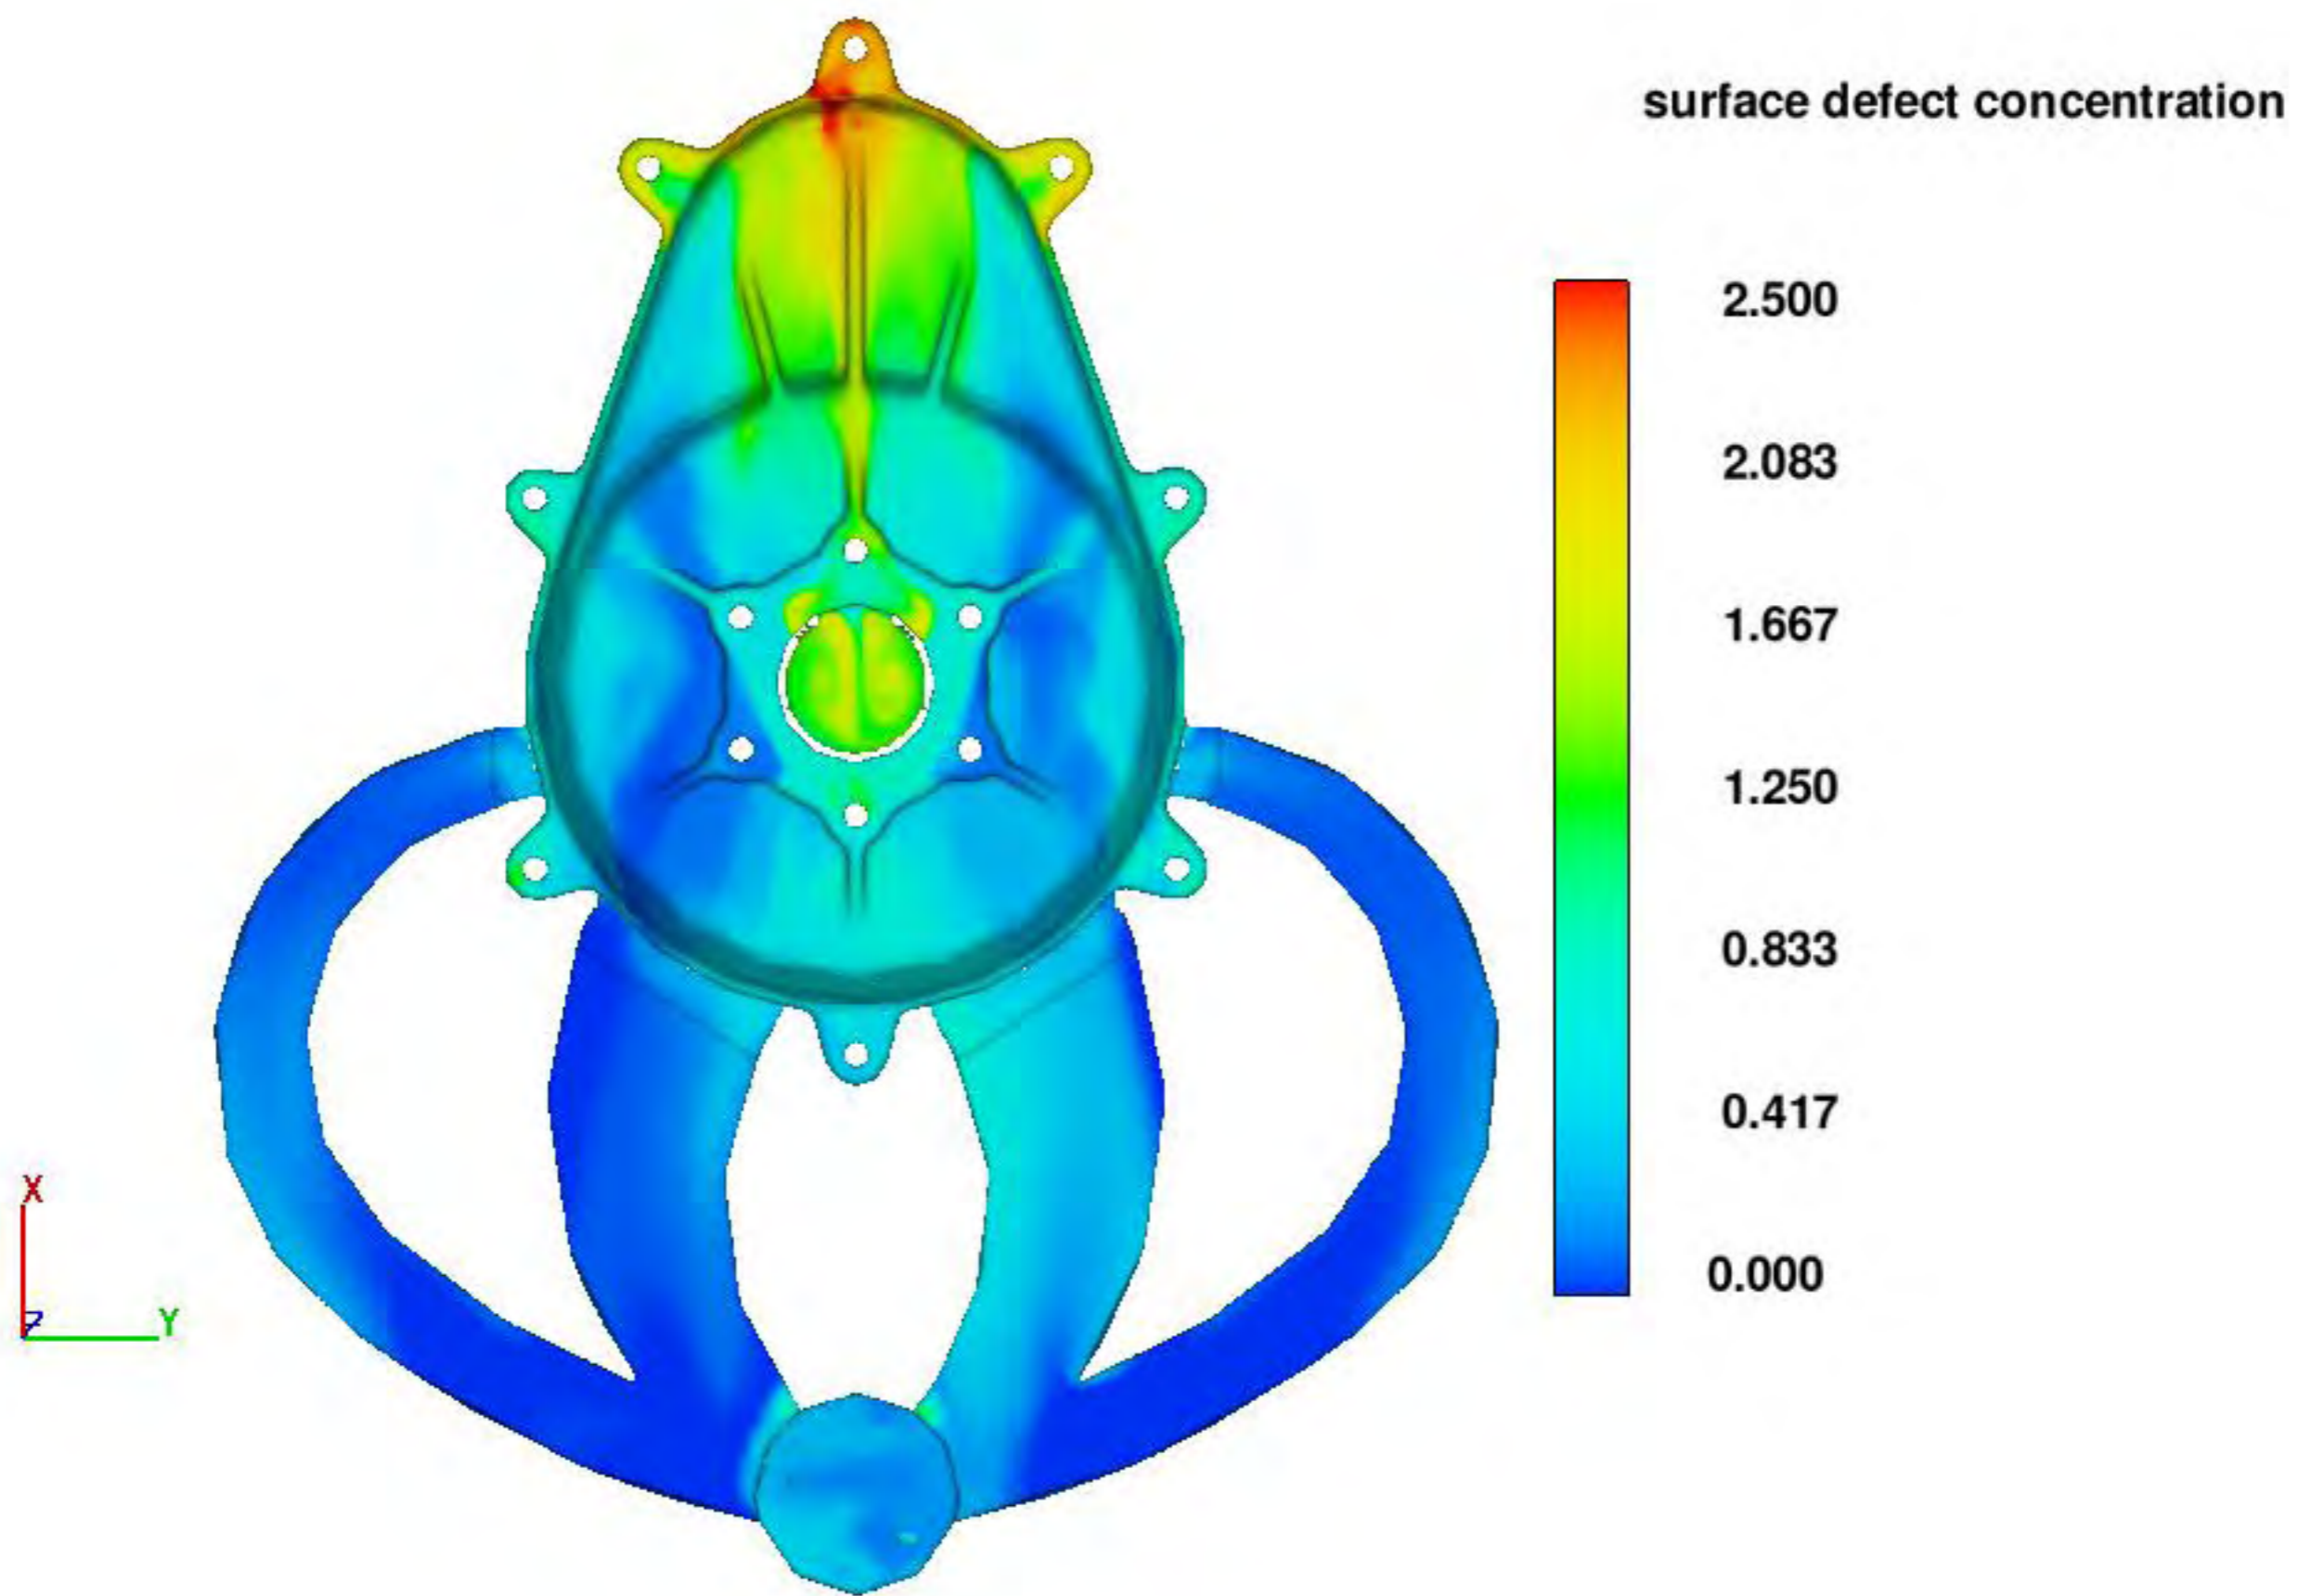 surface defect concentration
2.500
2.083
1.667
1.250
0.833
0.417
0.000
X
Z
Y